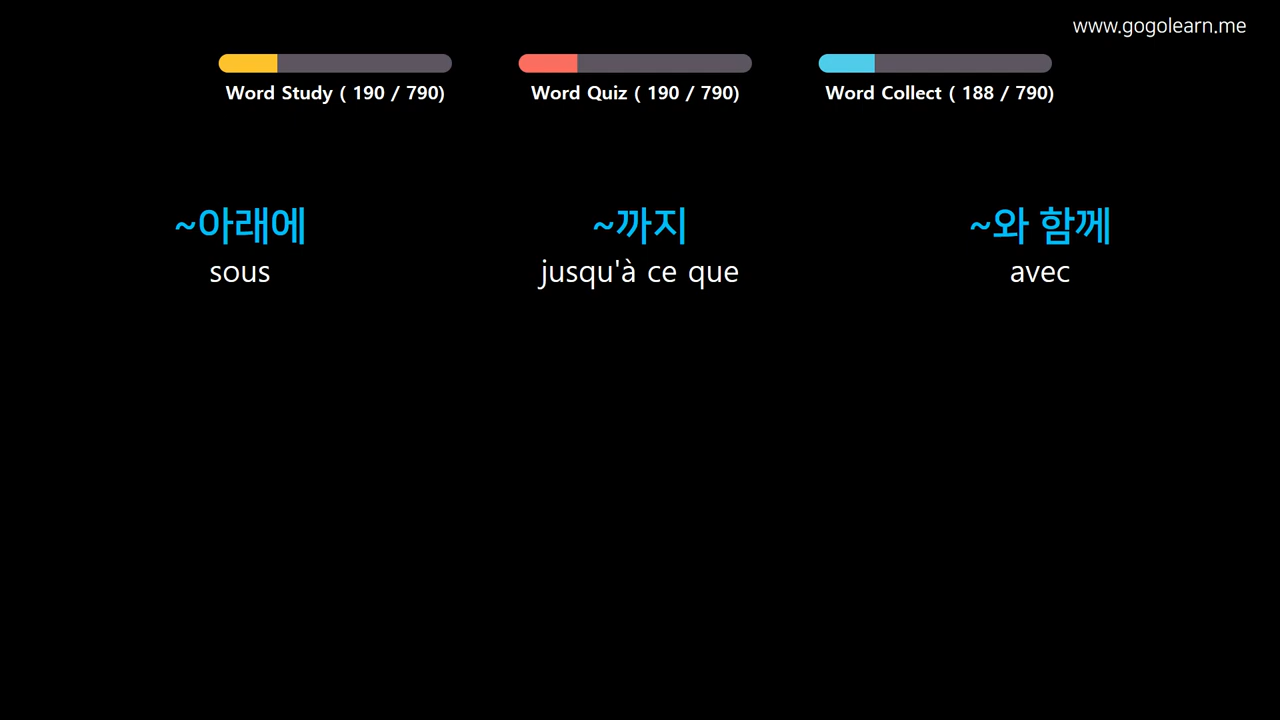 www.gogolearn.me
Word Study ( 190 / 790)
Word Quiz ( 190 / 790)
Word Collect ( 188 / 790)
~아래에
sous
~까지
jusqu'à ce que
~와 함께
avec